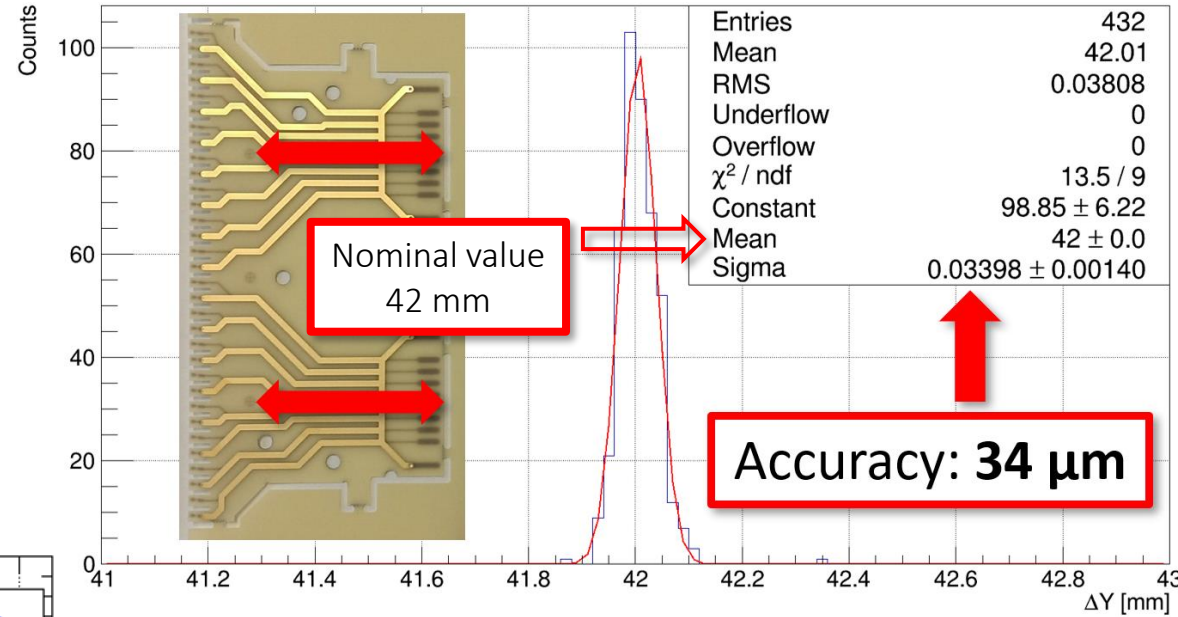 Counts
100
80
60
40
20
0
41
41.2
41.4
41.6
41.8
42
42.2
42.4
42.6
42.8
43
ΔY [mm]
Entries 432
Mean 42.01
RMS 0.03808
Underflow 0
Overflow 0
χ² / ndf 13.5 / 9
Constant 98.85 ± 6.22
Mean 42 ± 0.0
Sigma 0.03398 ± 0.00140
Nominal value
42 mm
Accuracy: 34 µm